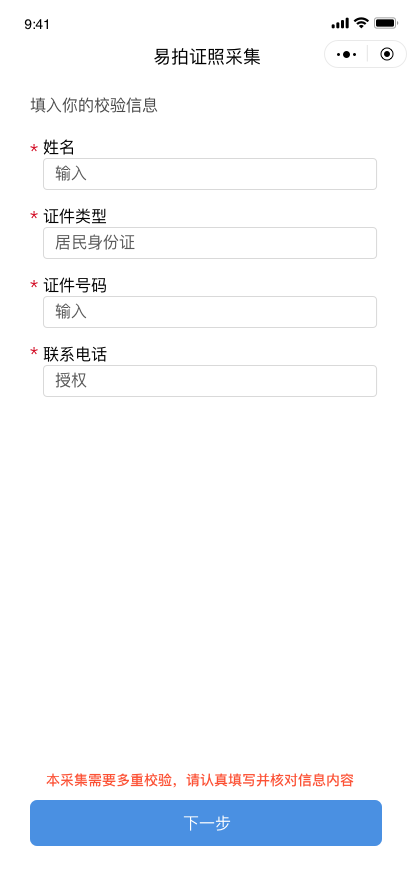 9:41
易拍证照采集
填入你的校验信息
* 姓名
输入
* 证件类型
居民身份证
* 证件号码
输入
* 联系电话
授权
本采集需要多重校验，请认真填写并核对信息内容
下一步